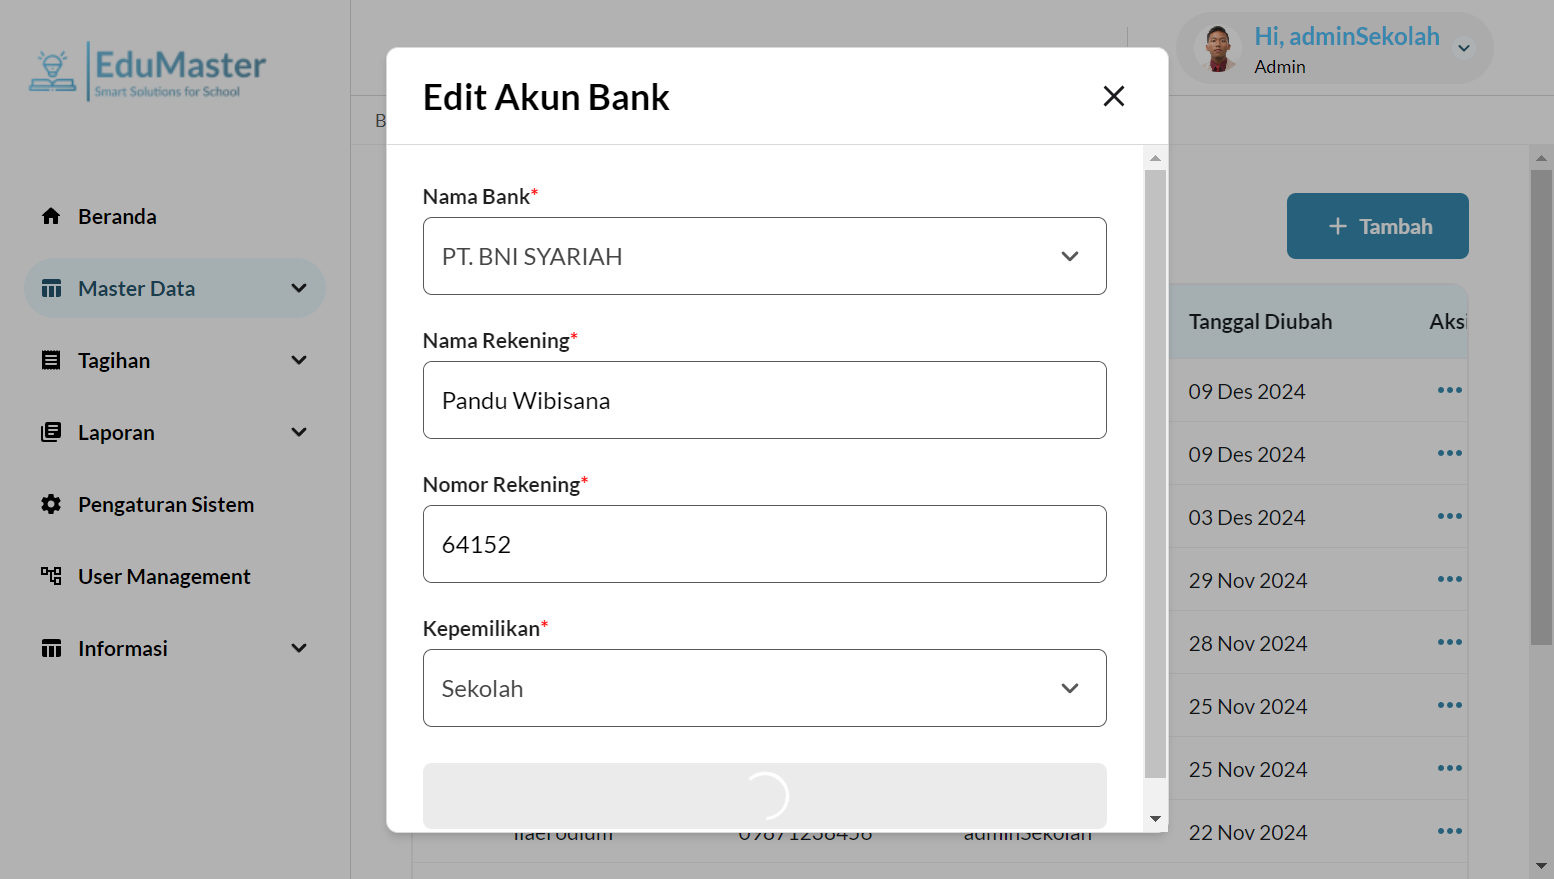 EduMaster
Smart Solutions for School
Hi, adminSekolah
Admin
B
Edit Akun Bank
Beranda
Master Data
Tagihan
Laporan
Pengaturan Sistem
User Management
Informasi
Nama Bank*
PT. BNI SYARIAH
Nama Rekening*
Pandu Wibisana
Nomor Rekening*
64152
Kepemilikan*
Sekolah
+ Tambah
Tanggal Diubah Aksi
09 Des 2024
09 Des 2024
03 Des 2024
29 Nov 2024
28 Nov 2024
25 Nov 2024
25 Nov 2024
adminSekolah 22 Nov 2024